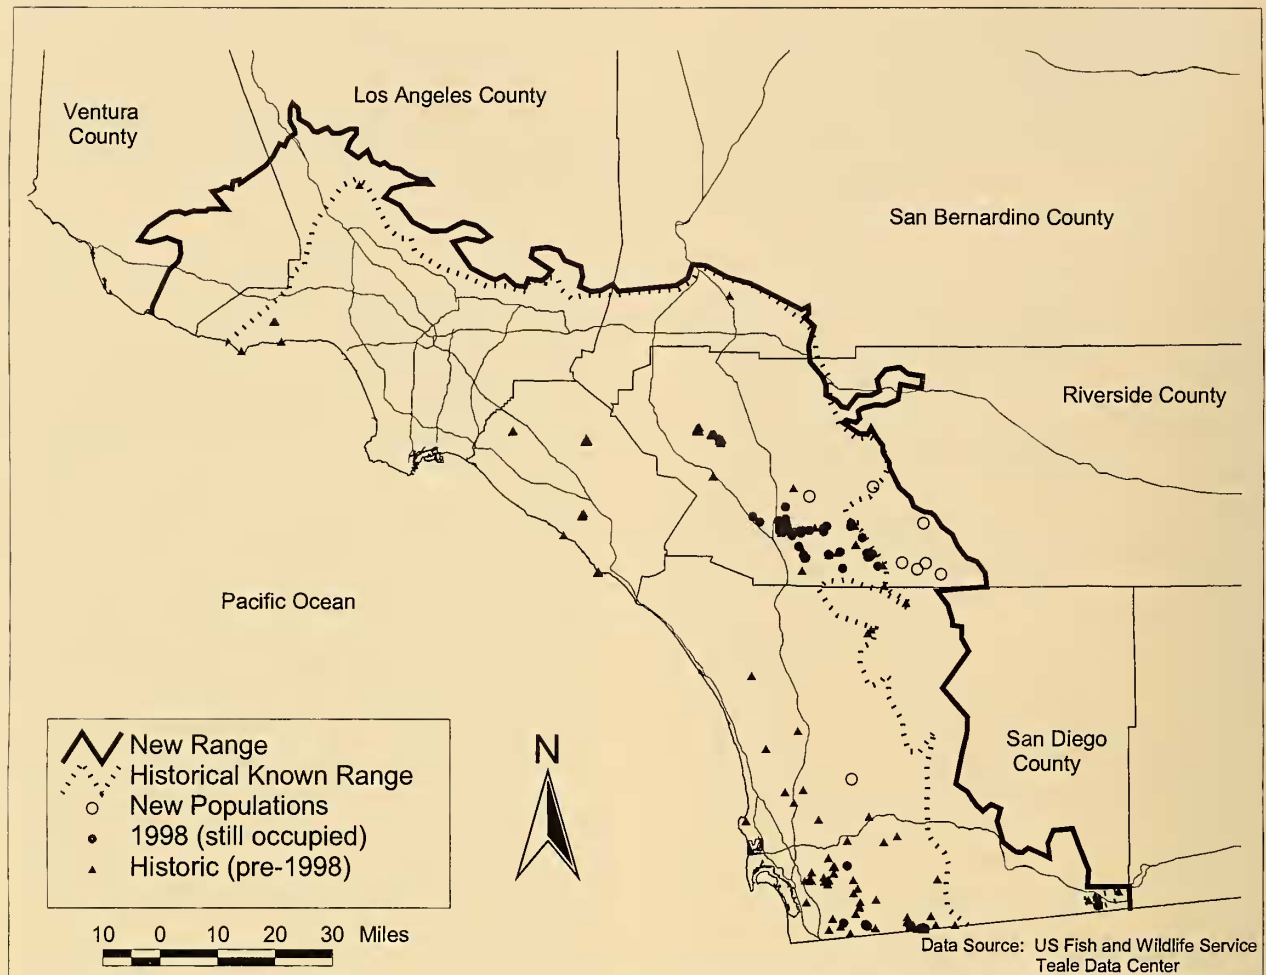 Los Angeles County
Ventura
County
San Bernardino County
Riverside County
Pacific Ocean
San Diego
County
New Range
Historical Known Range
New Populations
1998 (still occupied)
Historic (pre-1998)
N
10 0 10 20 30 Miles
Data Source: US Fish and Wildlife Service
Teale Data Center